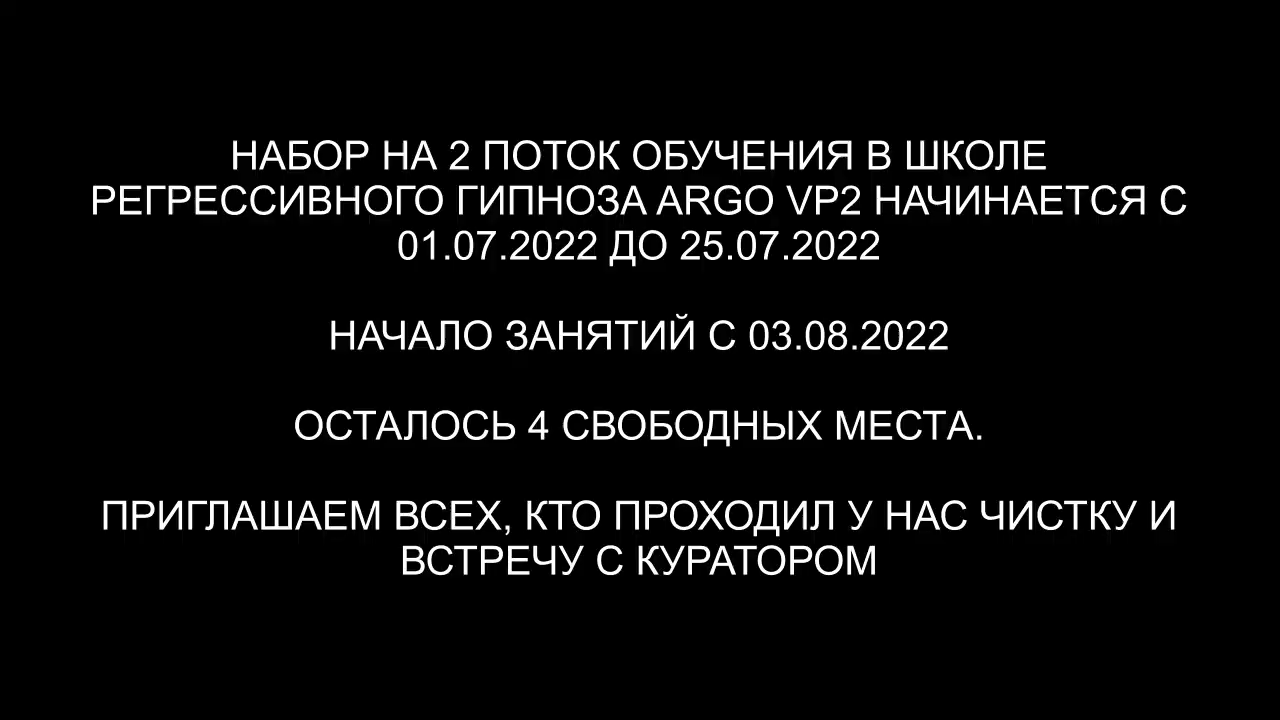 НАБОР НА 2 ПОТОК ОБУЧЕНИЯ В ШКОЛЕ
РЕГРЕССИВНОГО ГИПНОЗА ARGO VP2 НАЧИНАЕТСЯ С
01.07.2022 ДО 25.07.2022
НАЧАЛО ЗАНЯТИЙ С 03.08.2022
ОСТАЛОСЬ 4 СВОБОДНЫХ МЕСТА.
ПРИГЛАШАЕМ ВСЕХ, КТО ПРОХОДИЛ У НАС ЧИСТКУ И
ВСТРЕЧУ С КУРАТОРОМ